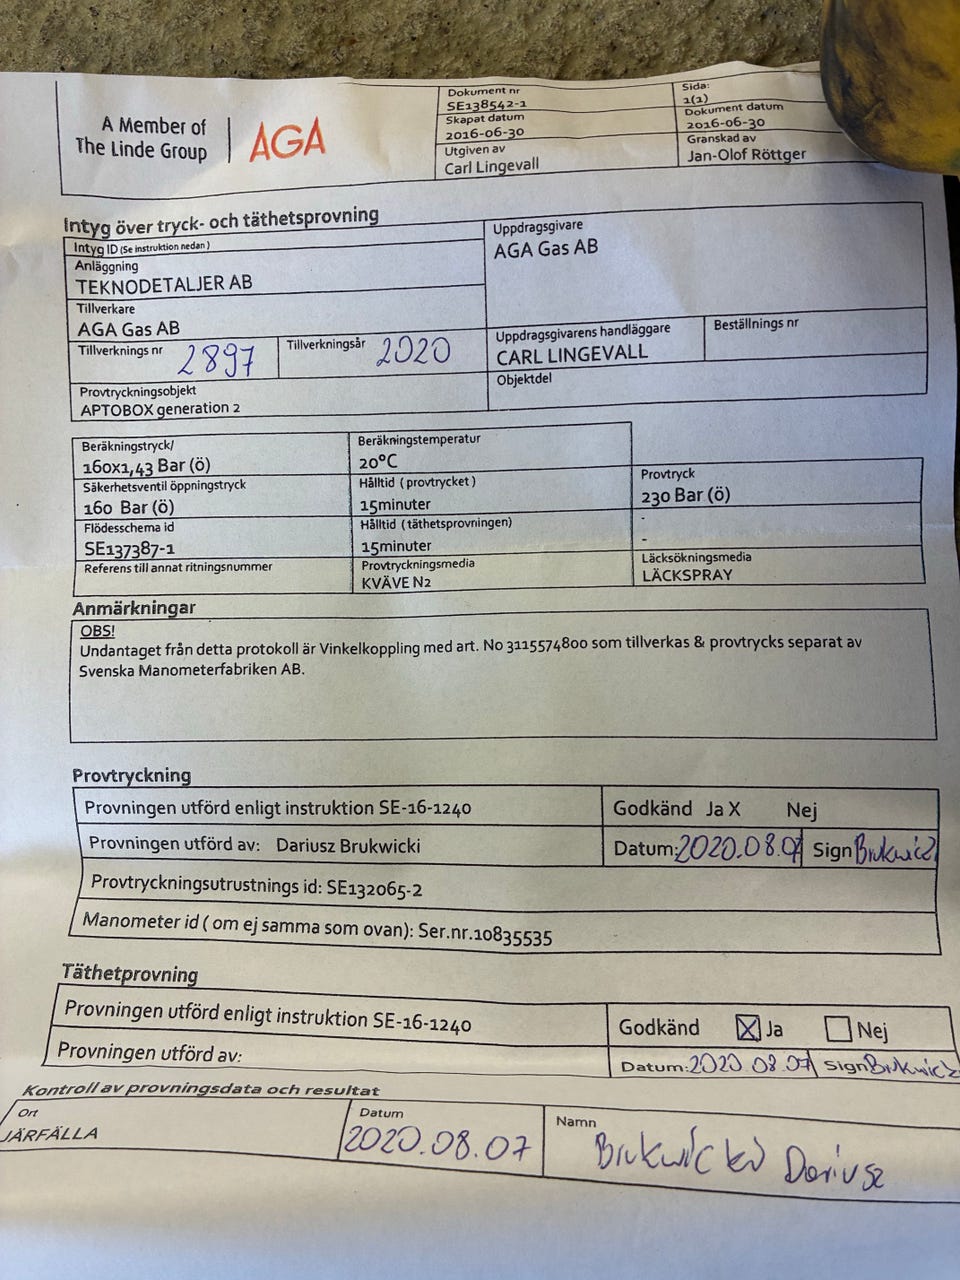 A Member of
The Linde Group
AGA
Dokument nr
SE138542-1
Skapat datum
2016-06-30
Utgiven av
Carl Lingevall
Sida:
1(1)
Dokument datum
2016-06-30
Granskad av
Jan-Olof Röttger
Intyg över tryck- och täthetsprovning
Intyg ID (Se instruktion nedan )
Anläggning
TEKNODETALJER AB
Tillverkare
AGA Gas AB
Tillverknings nr 2897
Tillverkningsår 2020
Provtryckningsobjekt
APTOBOX generation 2
Uppdragsgivare
AGA Gas AB
Uppdragsgivarens handläggare
CARL LINGEVALL
Beställnings nr
Objektdel
Beräkningstryck/
160x1,43 Bar (ö)
Beräkningstemperatur
20°C
Säkerhetsventil öppningstryck
160 Bar (ö)
Hålltid ( provtrycket )
15minuter
Provtryck
230 Bar (ö)
Flödesschema id
SE137387-1
Hålltid ( täthetsprovningen)
15minuter
-
-
Referens till annat ritningsnummer
Provtryckningsmedia
KVÄVE N2
Läcksökningsmedia
LÄCKSPRAY
Anmärkningar
OBS!
Undantaget från detta protokoll är Vinkelkoppling med art. No 3115574800 som tillverkas & provtrycks separat av
Svenska Manometerfabriken AB.
Provtryckning
Provningen utförd enligt instruktion SE-16-1240
Godkänd Ja X Nej
Provningen utförd av: Dariusz Brukwicki
Datum: 2020.08.07 Sign Brukwicz
Provtryckningsutrustnings id: SE132065-2
Manometer id ( om ej samma som ovan): Ser.nr.10835535
Täthetprovning
Provningen utförd enligt instruktion SE-16-1240
Godkänd ☒ Ja ☐ Nej
Provningen utförd av:
Datum: 2020.08.07 Sign Brukwicz
Kontroll av provningsdata och resultat
Ort
JÄRFÄLLA
Datum
2020.08.07
Namn
Brukwicki Dariusz